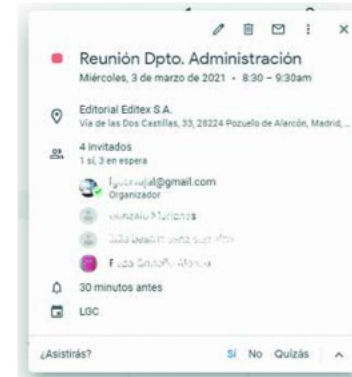 Reunión Dpto. Administración
Miércoles, 3 de marzo de 2021 • 8:30 – 9:30am
Editorial Editex S.A.
Vía de las Dos Castillas, 33, 28224 Pozuelo de Alarcón, Madrid, ...
4 invitados
1 sí, 3 en espera
@gmail.com
Organizador
30 minutos antes
LGC
¿Asistirás?
Sí No Quizás